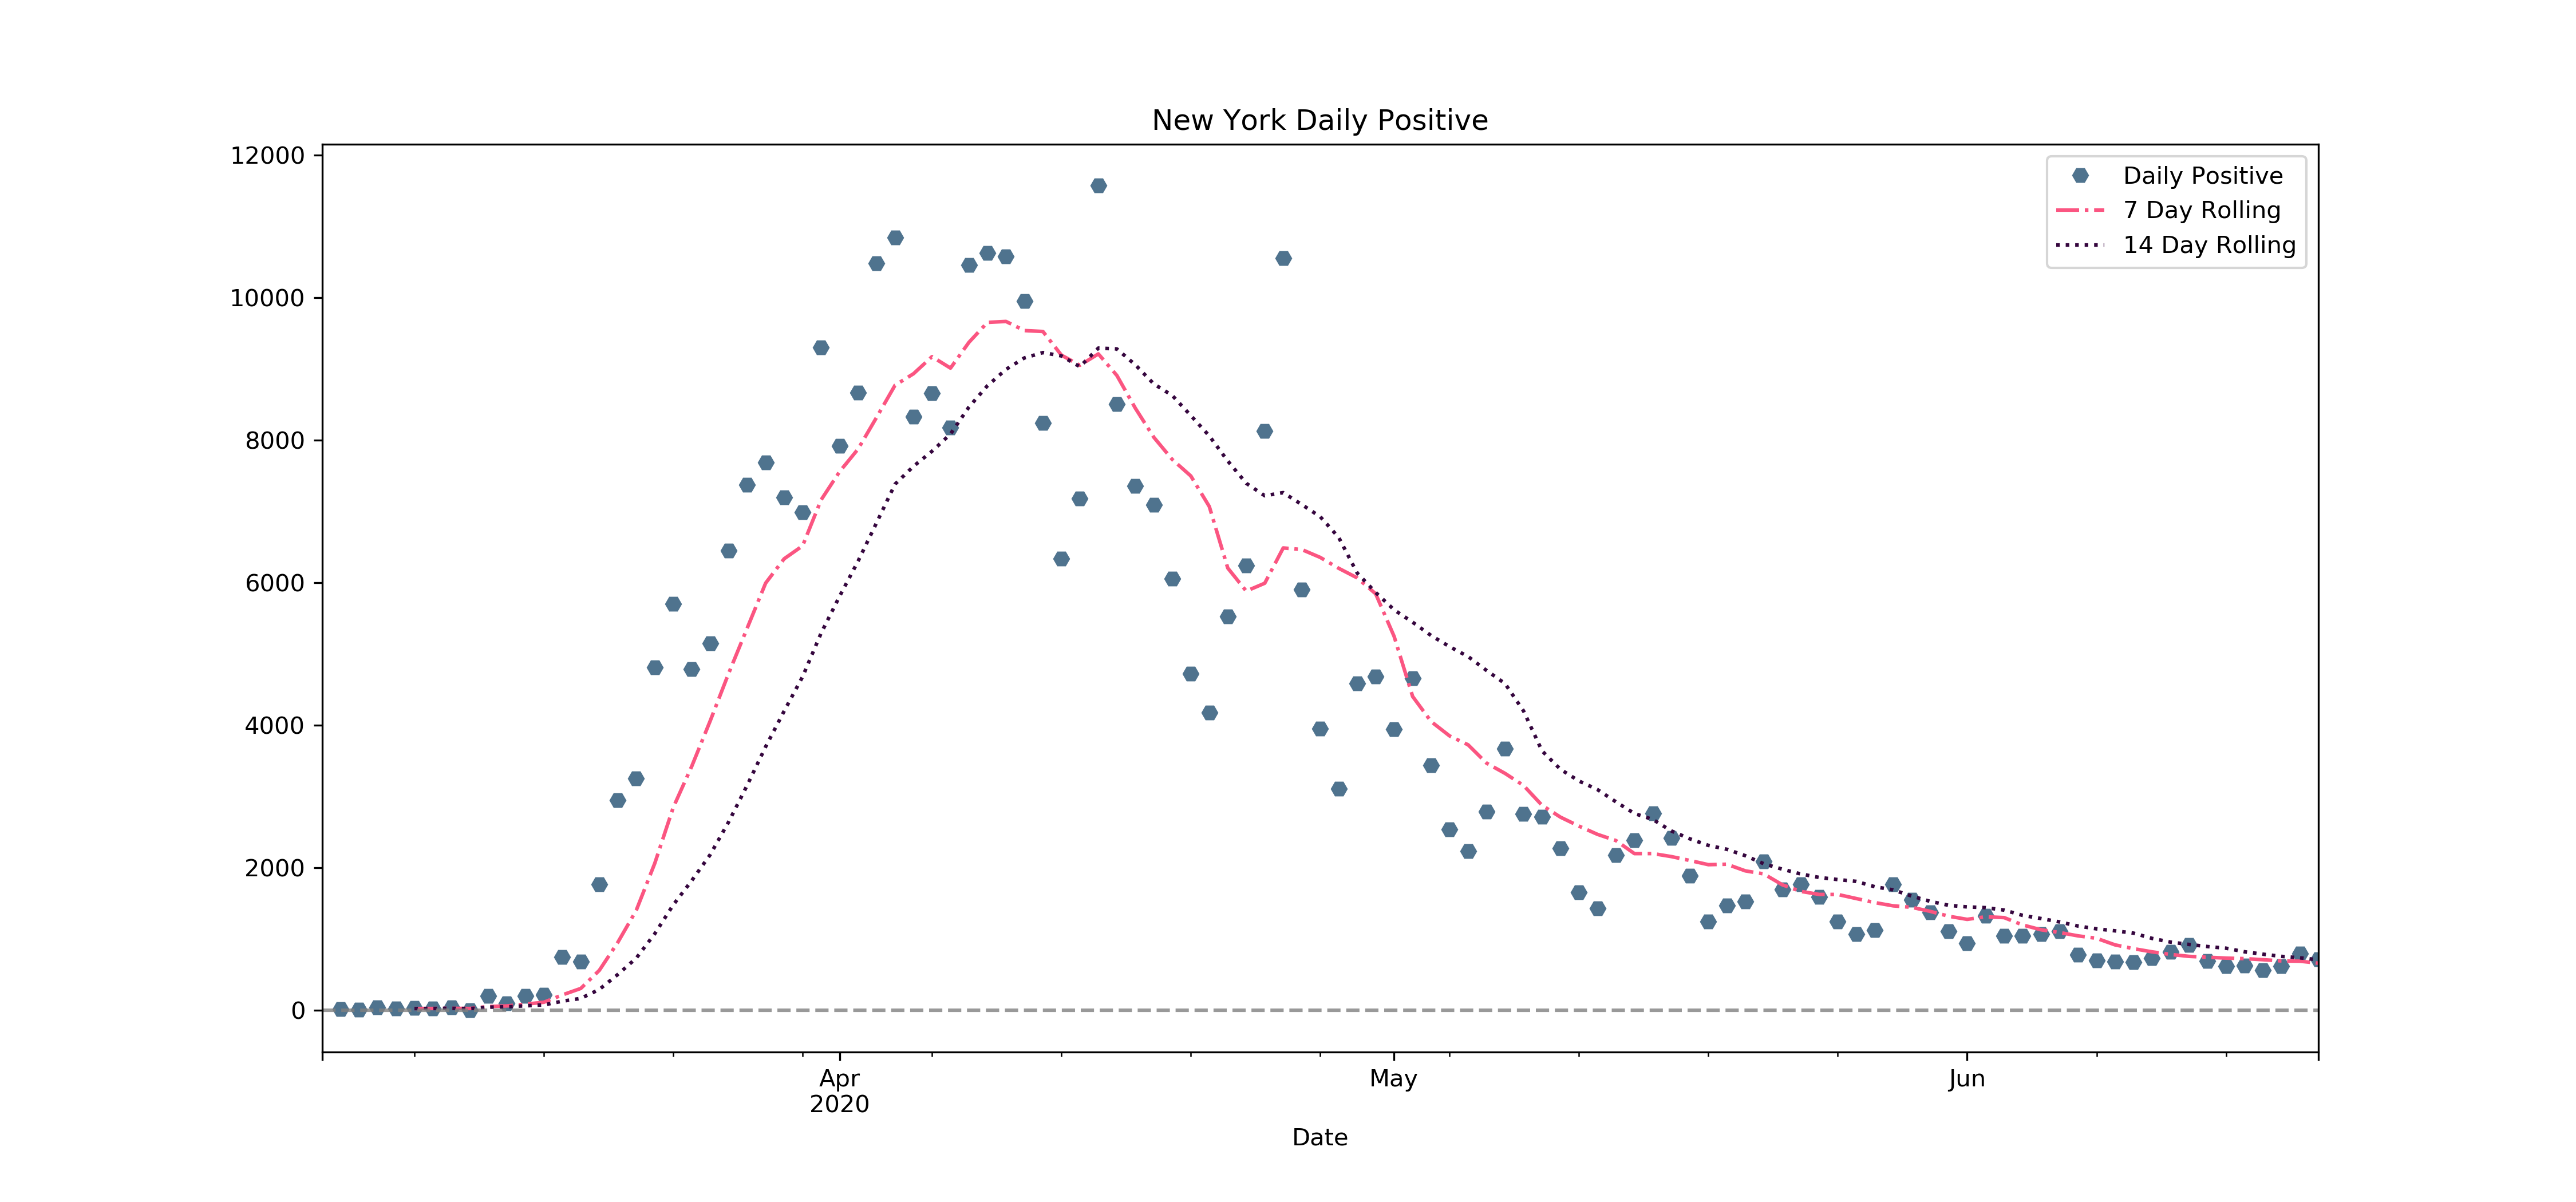 New York Daily Positive
12000
10000
8000
6000
4000
2000
0
Daily Positive
7 Day Rolling
14 Day Rolling
Apr
2020
May
Jun
Date